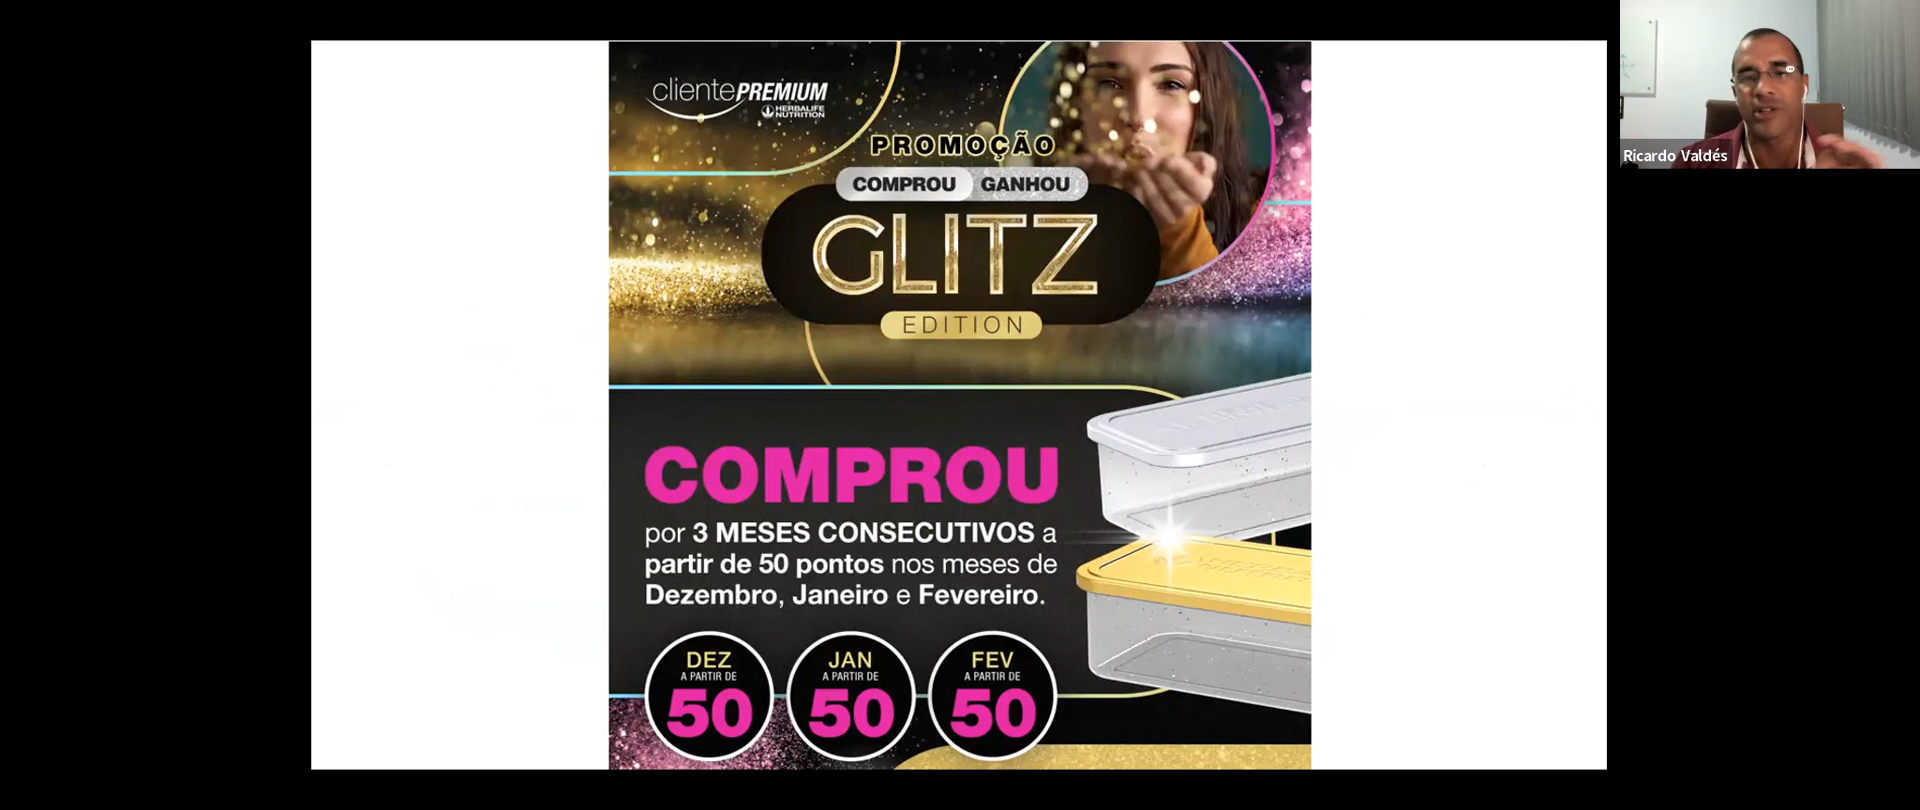 clientePREMIUM
HERBALIFE
NUTRITION
PROMOÇÃO
COMPROU GANHOU
GLITZ
EDITION
COMPROU
por 3 MESES CONSECUTIVOS a
partir de 50 pontos nos meses de
Dezembro, Janeiro e Fevereiro.
DEZ
A PARTIR DE
50
JAN
A PARTIR DE
50
FEV
A PARTIR DE
50
Ricardo Valdés